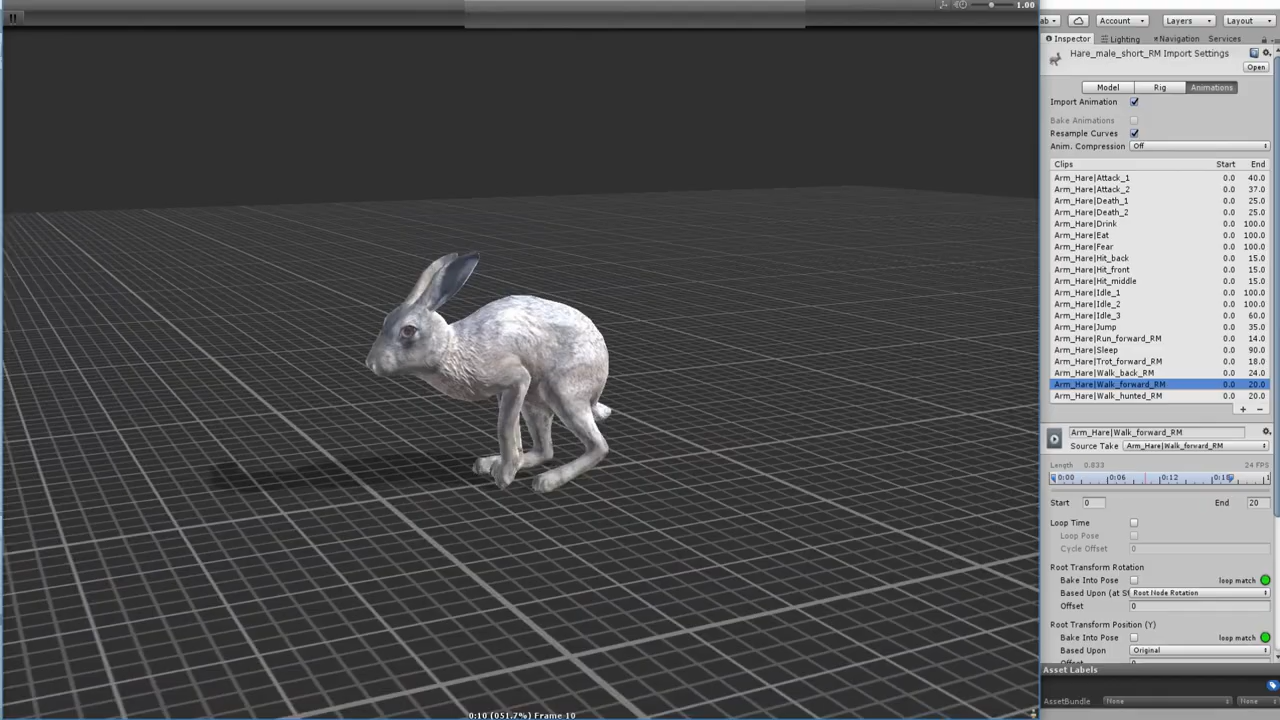 1.00
ab
Account
Layers
Layout
Inspector
Lighting
Navigation
Services
Hare_male_short_RM Import Settings
Open
Model Rig Animations
Import Animation
Bake Animations
Resample Curves
Anim. Compression Off
Clips Start End
Arm_Hare|Attack_1 0.0 40.0
Arm_Hare|Attack_2 0.0 37.0
Arm_Hare|Death_1 0.0 25.0
Arm_Hare|Death_2 0.0 25.0
Arm_Hare|Drink 0.0 100.0
Arm_Hare|Eat 0.0 100.0
Arm_Hare|Fear 0.0 100.0
Arm_Hare|Hit_back 0.0 15.0
Arm_Hare|Hit_front 0.0 15.0
Arm_Hare|Hit_middle 0.0 15.0
Arm_Hare|Idle_1 0.0 100.0
Arm_Hare|Idle_2 0.0 100.0
Arm_Hare|Idle_3 0.0 60.0
Arm_Hare|Jump 0.0 35.0
Arm_Hare|Run_forward_RM 0.0 14.0
Arm_Hare|Sleep 0.0 90.0
Arm_Hare|Trot_forward_RM 0.0 18.0
Arm_Hare|Walk_back_RM 0.0 24.0
Arm_Hare|Walk_forward_RM 0.0 20.0
Arm_Hare|Walk_hunted_RM 0.0 20.0
+ −
Arm_Hare|Walk_forward_RM
Source Take Arm_Hare|Walk_forward_RM
Length 0.833 24 FPS
0:00 0:06 0:12 0:18 1
Start 0 End 20
Loop Time
Loop Pose
Cycle Offset 0
Root Transform Rotation
Bake Into Pose loop match
Based Upon (at St Root Node Rotation
Offset 0
Root Transform Position (Y)
Bake Into Pose loop match
Based Upon Original
Asset Labels
AssetBundle None None
0:10 (051.7%) Frame 10